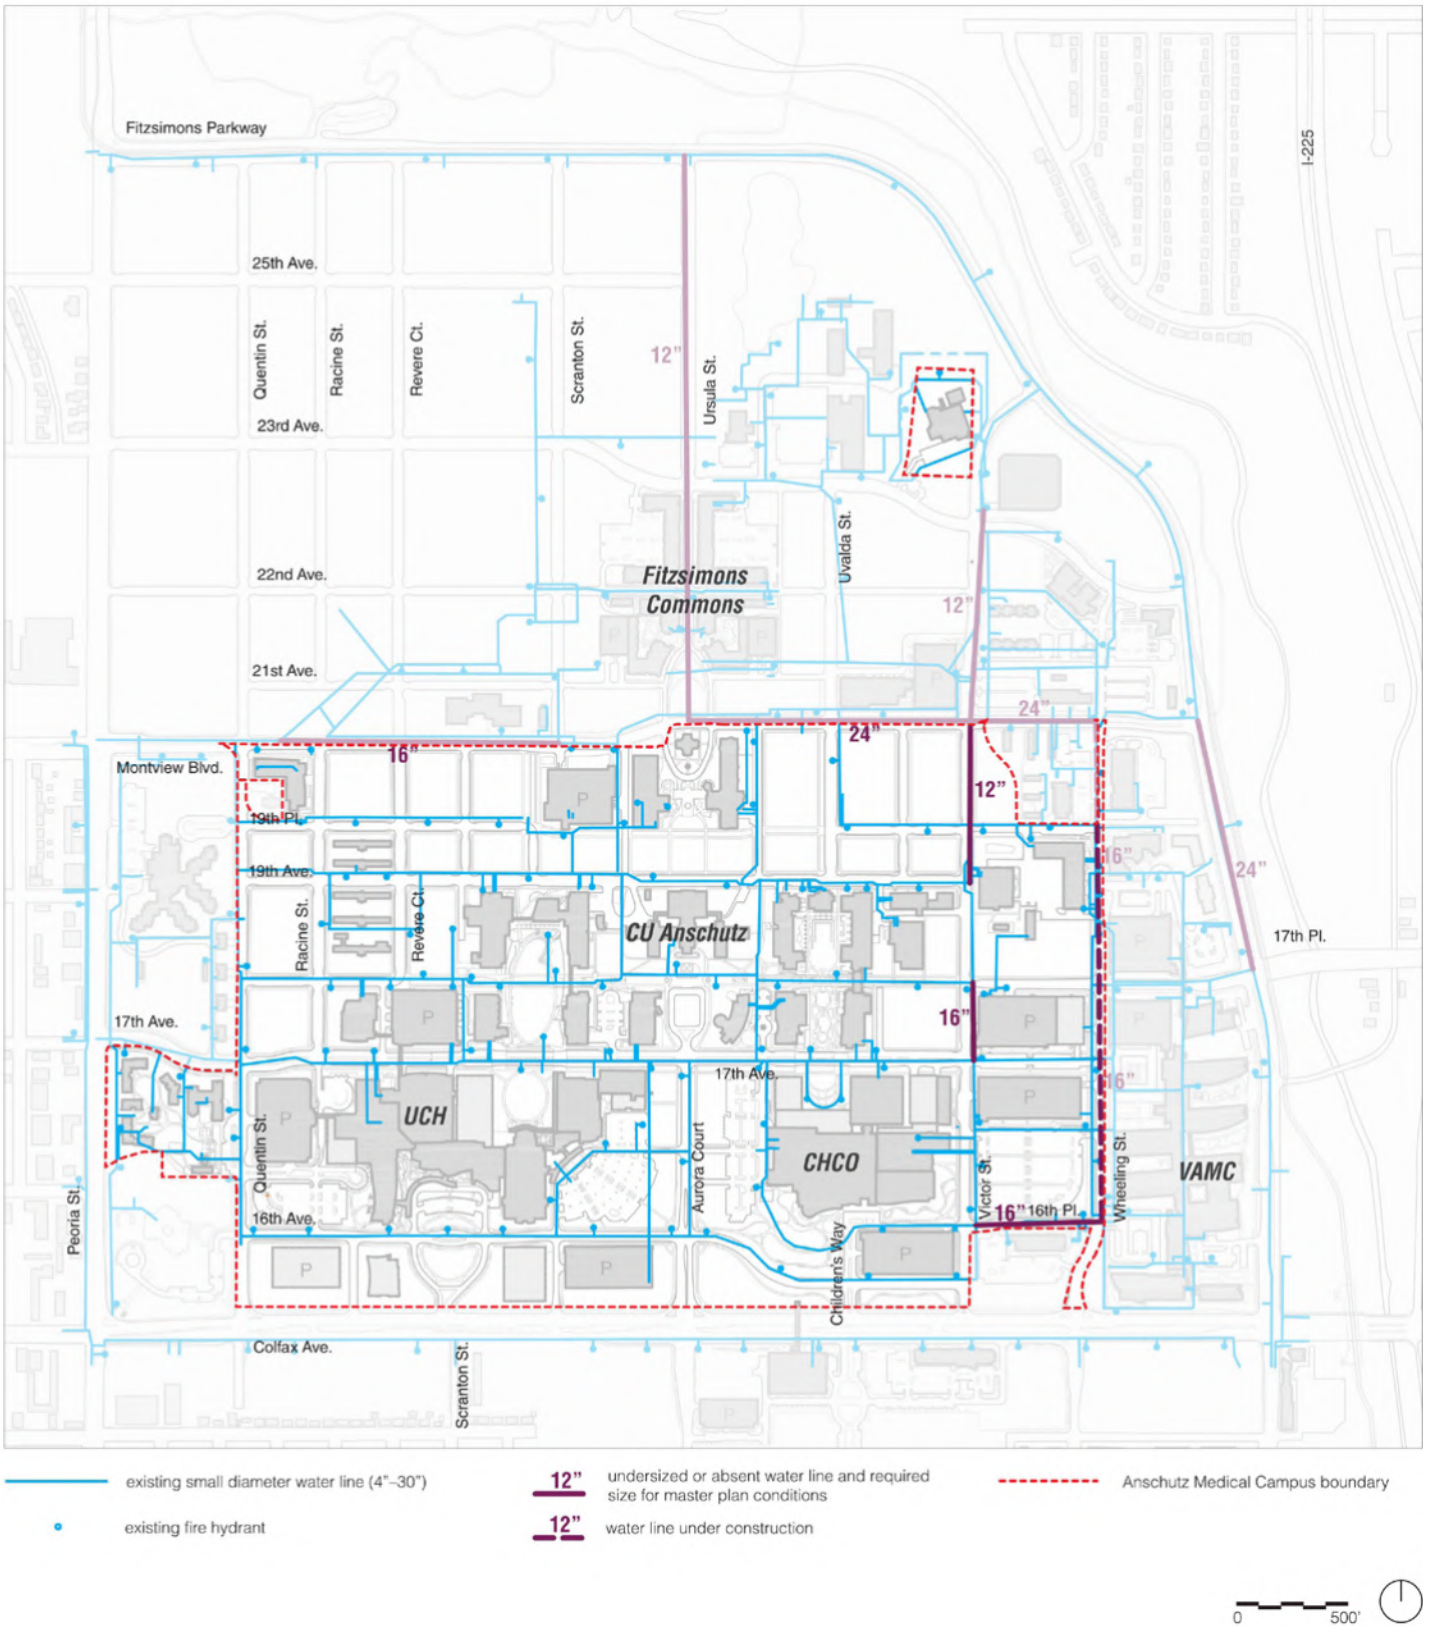 Fitzsimons Parkway
I-225
25th Ave.
Quentin St.
Racine St.
Revere Ct.
Scranton St.
12”
Ursula St.
23rd Ave.
Uvalda St.
22nd Ave.
Fitzsimons
Commons
12”
P
P
21st Ave.
P
24”
24”
16”
Montview Blvd.
12”
P
19th Pl.
16”
19th Ave.
24”
Racine St.
Revere Ct.
CU Anschutz
17th Pl.
17th Ave.
P
16”
P
P
17th Ave.
16”
P
UCH
P
P
Quentin St.
Aurora Court
CHCO
Victor St.
Wheeling St.
VAMC
P
Peoria St.
16th Ave.
16”
16th Pl.
Children's Way
P
P
P
Colfax Ave.
Scranton St.
P
P
existing small diameter water line (4”–30”)
12”
undersized or absent water line and required
size for master plan conditions
Anschutz Medical Campus boundary
existing fire hydrant
12”
water line under construction
0
500'